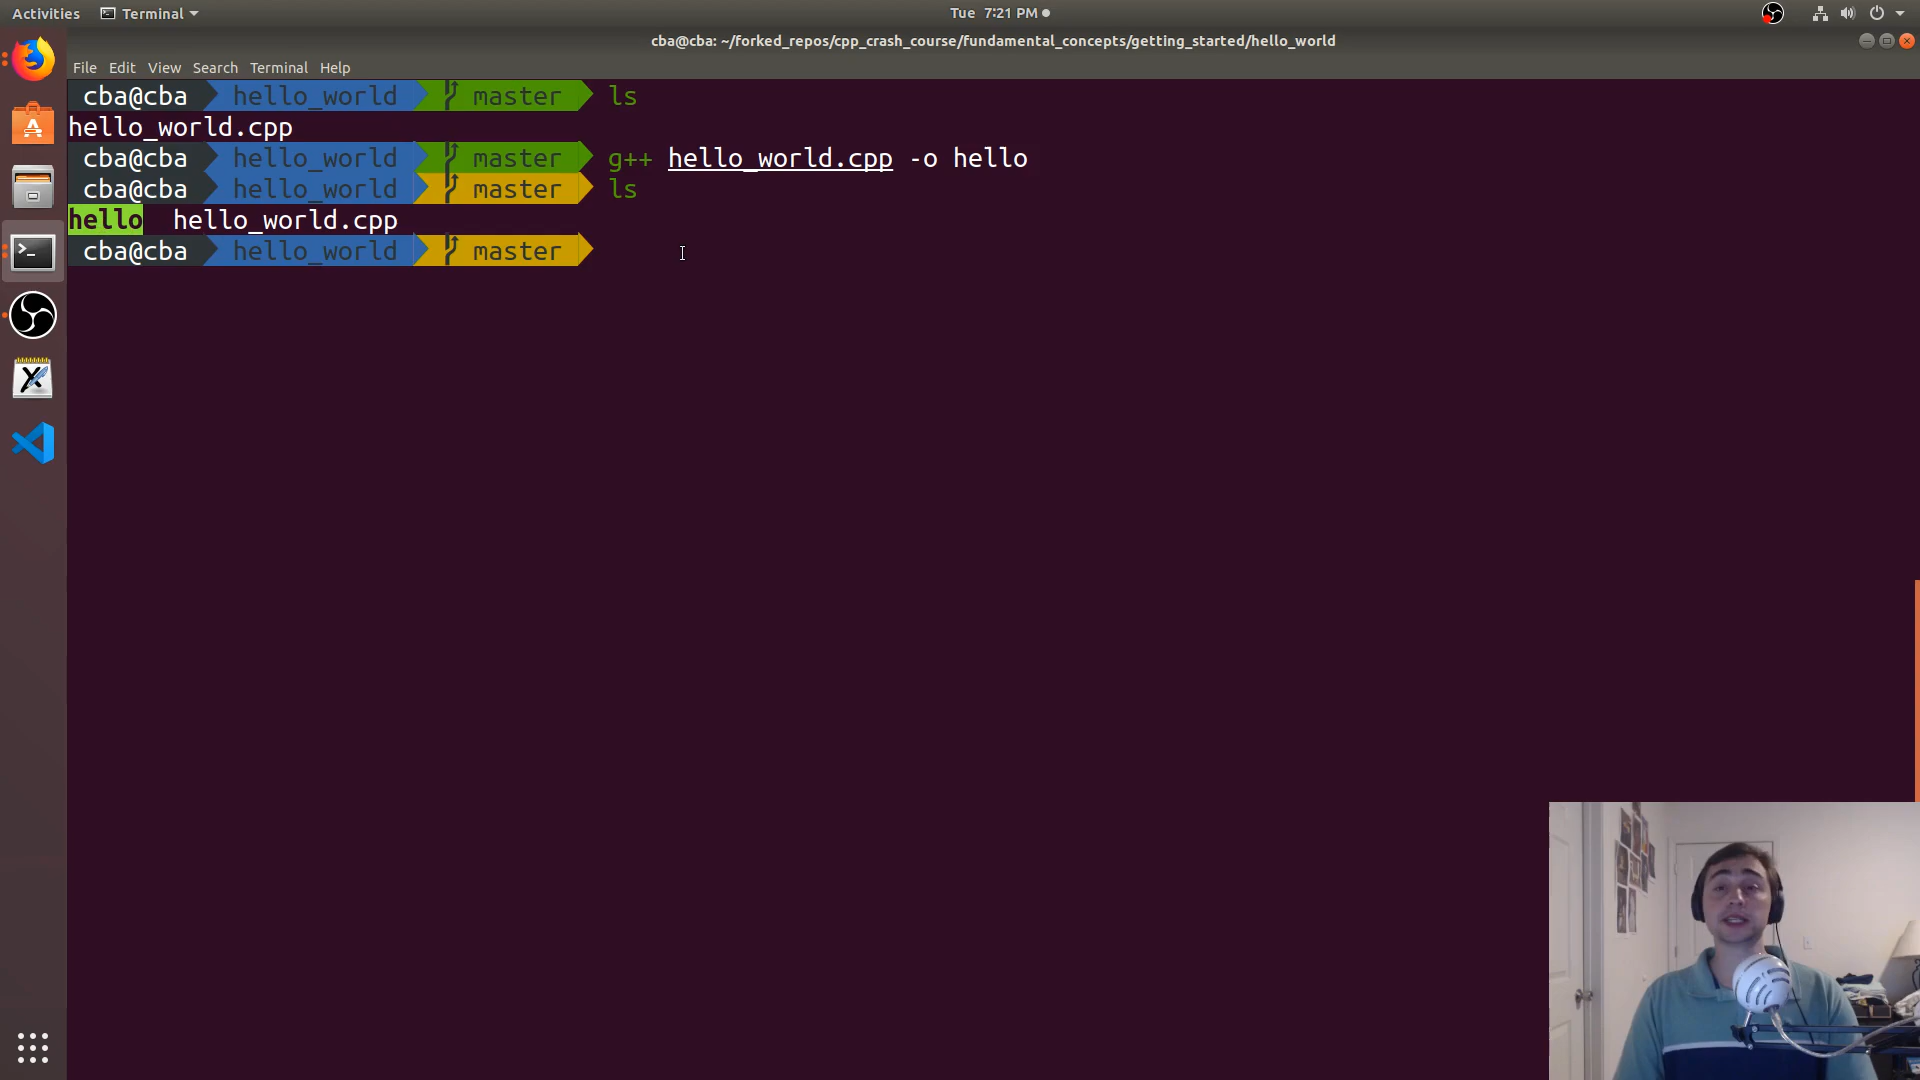 Activities Terminal Tue 7:21 PM
cba@cba: ~/forked_repos/cpp_crash_course/fundamental_concepts/getting_started/hello_world
File Edit View Search Terminal Help
cba@cba hello_world master ls
hello_world.cpp
cba@cba hello_world master g++ hello_world.cpp -o hello
cba@cba hello_world master ls
hello hello_world.cpp
cba@cba hello_world master